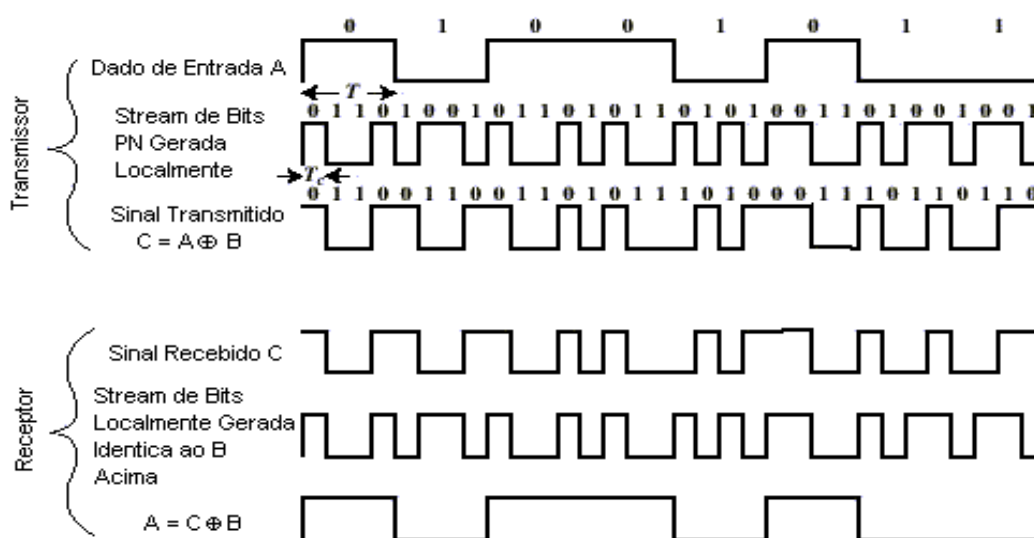 0 1 0 0 1 0 1 1
Dado de Entrada A
T
Stream de Bits
PN Gerada
Localmente
0 1 1 0 1 0 0 1 0 1 1 0 1 0 1 1 0 1 0 1 0 0 1 1 0 1 0 0 1 0 0 1
Tc
0 1 1 0 0 1 1 0 0 1 1 0 1 0 1 1 1 0 1 0 0 0 1 1 1 0 1 1 0 1 1 0
Sinal Transmitido
C = A ⊕ B
Transmissor
Sinal Recebido C
Stream de Bits
Localmente Gerada
Identica ao B
Acima
A = C ⊕ B
Receptor